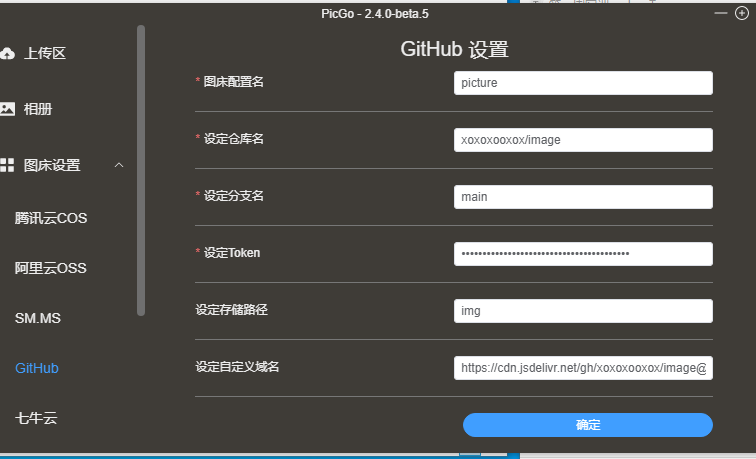 PicGo - 2.4.0-beta.5
上传区
相册
图床设置
腾讯云COS
阿里云OSS
SM.MS
GitHub
七牛云
GitHub 设置
* 图床配置名
picture
* 设定仓库名
xoxoxooxox/image
* 设定分支名
main
* 设定Token
••••••••••••••••••••••••••••••••••••••••
设定存储路径
img
设定自定义域名
https://cdn.jsdelivr.net/gh/xoxoxooxox/image@
确定